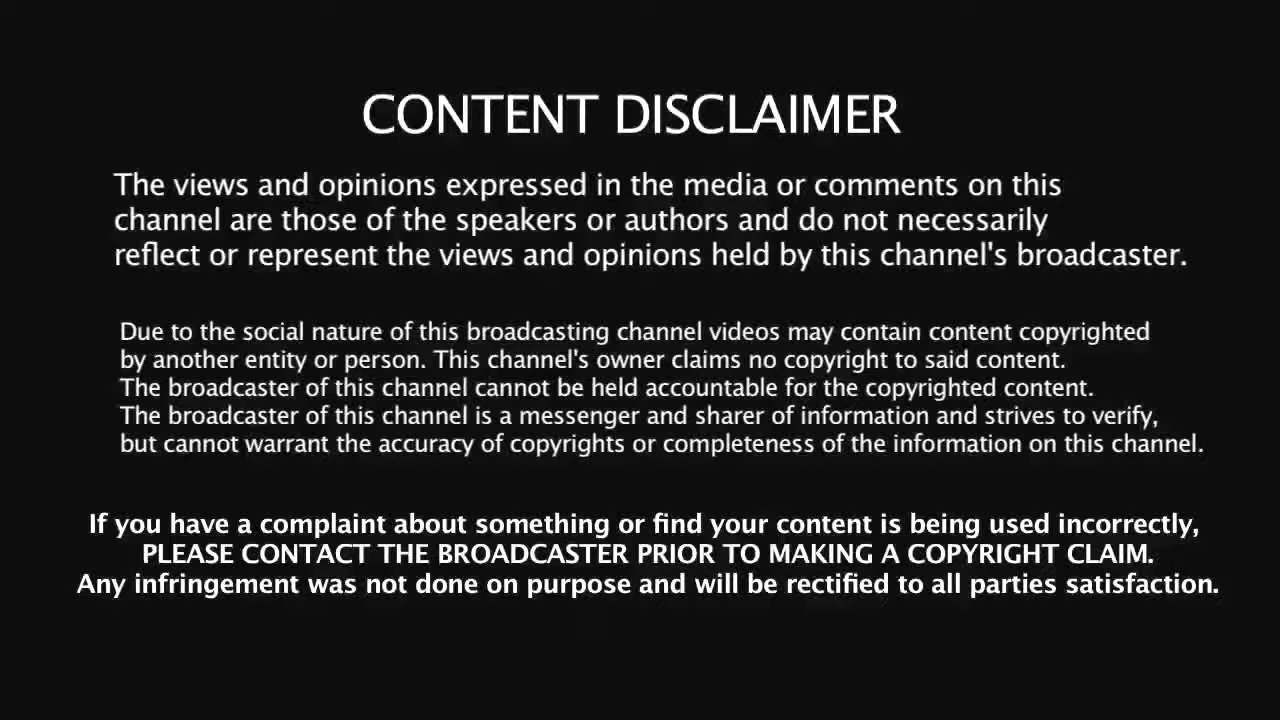 CONTENT DISCLAIMER
The views and opinions expressed in the media or comments on this
channel are those of the speakers or authors and do not necessarily
reflect or represent the views and opinions held by this channel's broadcaster.
Due to the social nature of this broadcasting channel videos may contain content copyrighted
by another entity or person. This channel's owner claims no copyright to said content.
The broadcaster of this channel cannot be held accountable for the copyrighted content.
The broadcaster of this channel is a messenger and sharer of information and strives to verify,
but cannot warrant the accuracy of copyrights or completeness of the information on this channel.
If you have a complaint about something or find your content is being used incorrectly,
PLEASE CONTACT THE BROADCASTER PRIOR TO MAKING A COPYRIGHT CLAIM.
Any infringement was not done on purpose and will be rectified to all parties satisfaction.